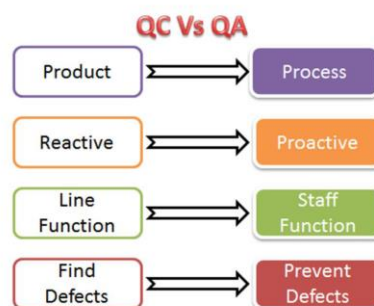 QC Vs QA
Product
Process
Reactive
Proactive
Line
Function
Staff
Function
Find
Defects
Prevent
Defects